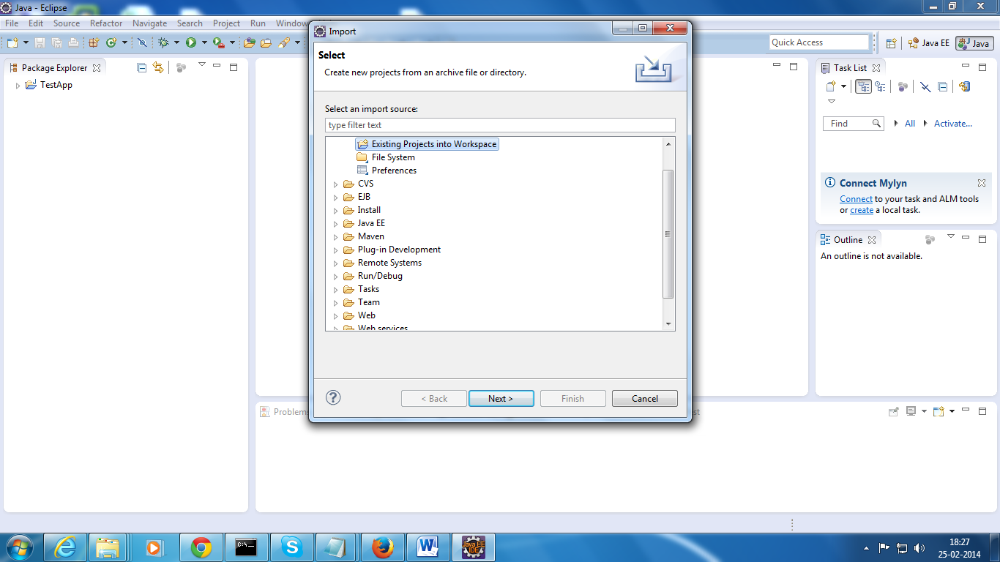 Java - Eclipse
File Edit Source Refactor Navigate Search Project Run Window
Quick Access
Java EE
Java
Package Explorer
TestApp
Import
Select
Create new projects from an archive file or directory.
Select an import source:
type filter text
Existing Projects into Workspace
File System
Preferences
CVS
EJB
Install
Java EE
Maven
Plug-in Development
Remote Systems
Run/Debug
Tasks
Team
Web
Web services
< Back
Next >
Finish
Cancel
Task List
Find
All
Activate...
Connect Mylyn
Connect to your task and ALM tools
or create a local task.
Outline
An outline is not available.
Problems
C:\
Java EE
IDE
18:27
25-02-2014